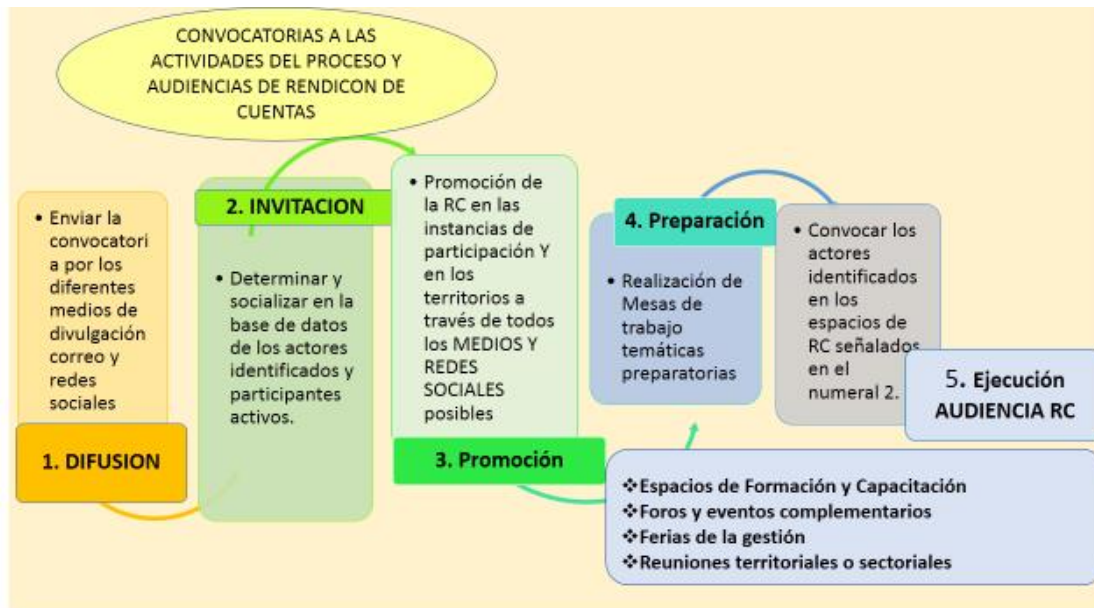 CONVOCATORIAS A LAS
ACTIVIDADES DEL PROCESO Y
AUDIENCIAS DE RENDICON DE
CUENTAS
• Enviar la
convocatori
a por los
diferentes
medios de
divulgación
correo y
redes
sociales
1. DIFUSION
2. INVITACION
• Determinar y
socializar en la
base de datos
de los actores
identificados y
participantes
activos.
• Promoción de
la RC en las
instancias de
participación Y
en los
territorios a
través de todos
los MEDIOS Y
REDES
SOCIALES
posibles
3. Promoción
4. Preparación
• Realización de
Mesas de
trabajo
temáticas
preparatorias
• Convocar los
actores
identificados
en los
espacios de
RC señalados
en el
numeral 2.
5. Ejecución
AUDIENCIA RC
❖Espacios de Formación y Capacitación
❖Foros y eventos complementarios
❖Ferias de la gestión
❖Reuniones territoriales o sectoriales